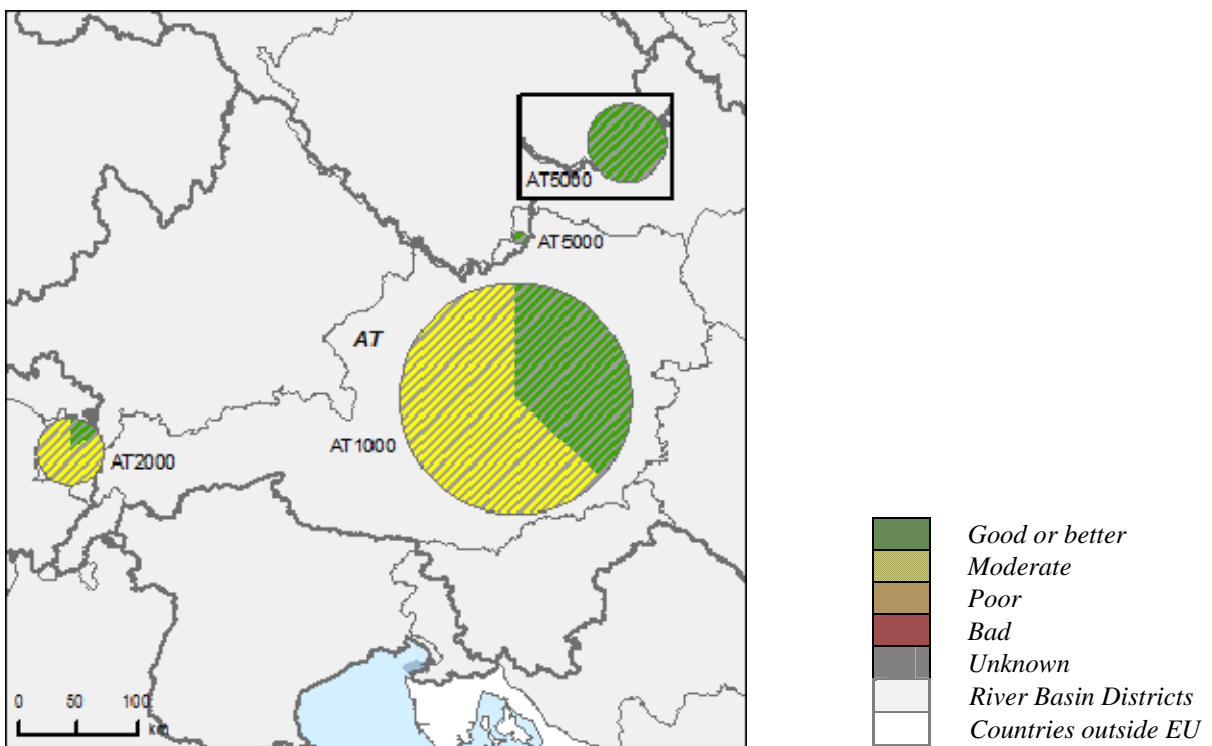 AT5000
AT5000
AT
AT1000
AT2000
0 50 100
km
Good or better
Moderate
Poor
Bad
Unknown
River Basin Districts
Countries outside EU